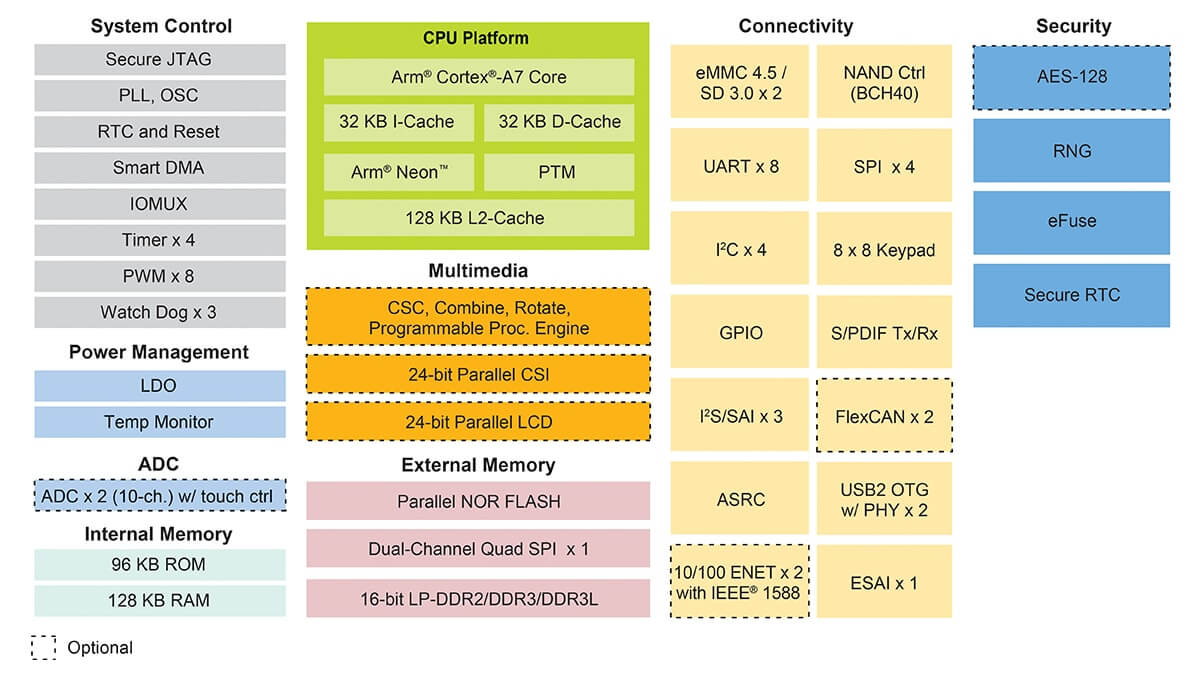 System Control
Secure JTAG
PLL, OSC
RTC and Reset
Smart DMA
IOMUX
Timer x 4
PWM x 8
Watch Dog x 3
Power Management
LDO
Temp Monitor
ADC
ADC x 2 (10-ch.) w/ touch ctrl
Internal Memory
96 KB ROM
128 KB RAM
Optional
CPU Platform
Arm® Cortex®-A7 Core
32 KB I-Cache
32 KB D-Cache
Arm® Neon™
PTM
128 KB L2-Cache
Multimedia
CSC, Combine, Rotate,
Programmable Proc. Engine
24-bit Parallel CSI
24-bit Parallel LCD
External Memory
Parallel NOR FLASH
Dual-Channel Quad SPI x 1
16-bit LP-DDR2/DDR3/DDR3L
Connectivity
eMMC 4.5 /
SD 3.0 x 2
NAND Ctrl
(BCH40)
UART x 8
SPI x 4
I²C x 4
8 x 8 Keypad
GPIO
S/PDIF Tx/Rx
I²S/SAI x 3
FlexCAN x 2
ASRC
USB2 OTG
w/ PHY x 2
10/100 ENET x 2
with IEEE® 1588
ESAI x 1
Security
AES-128
RNG
eFuse
Secure RTC